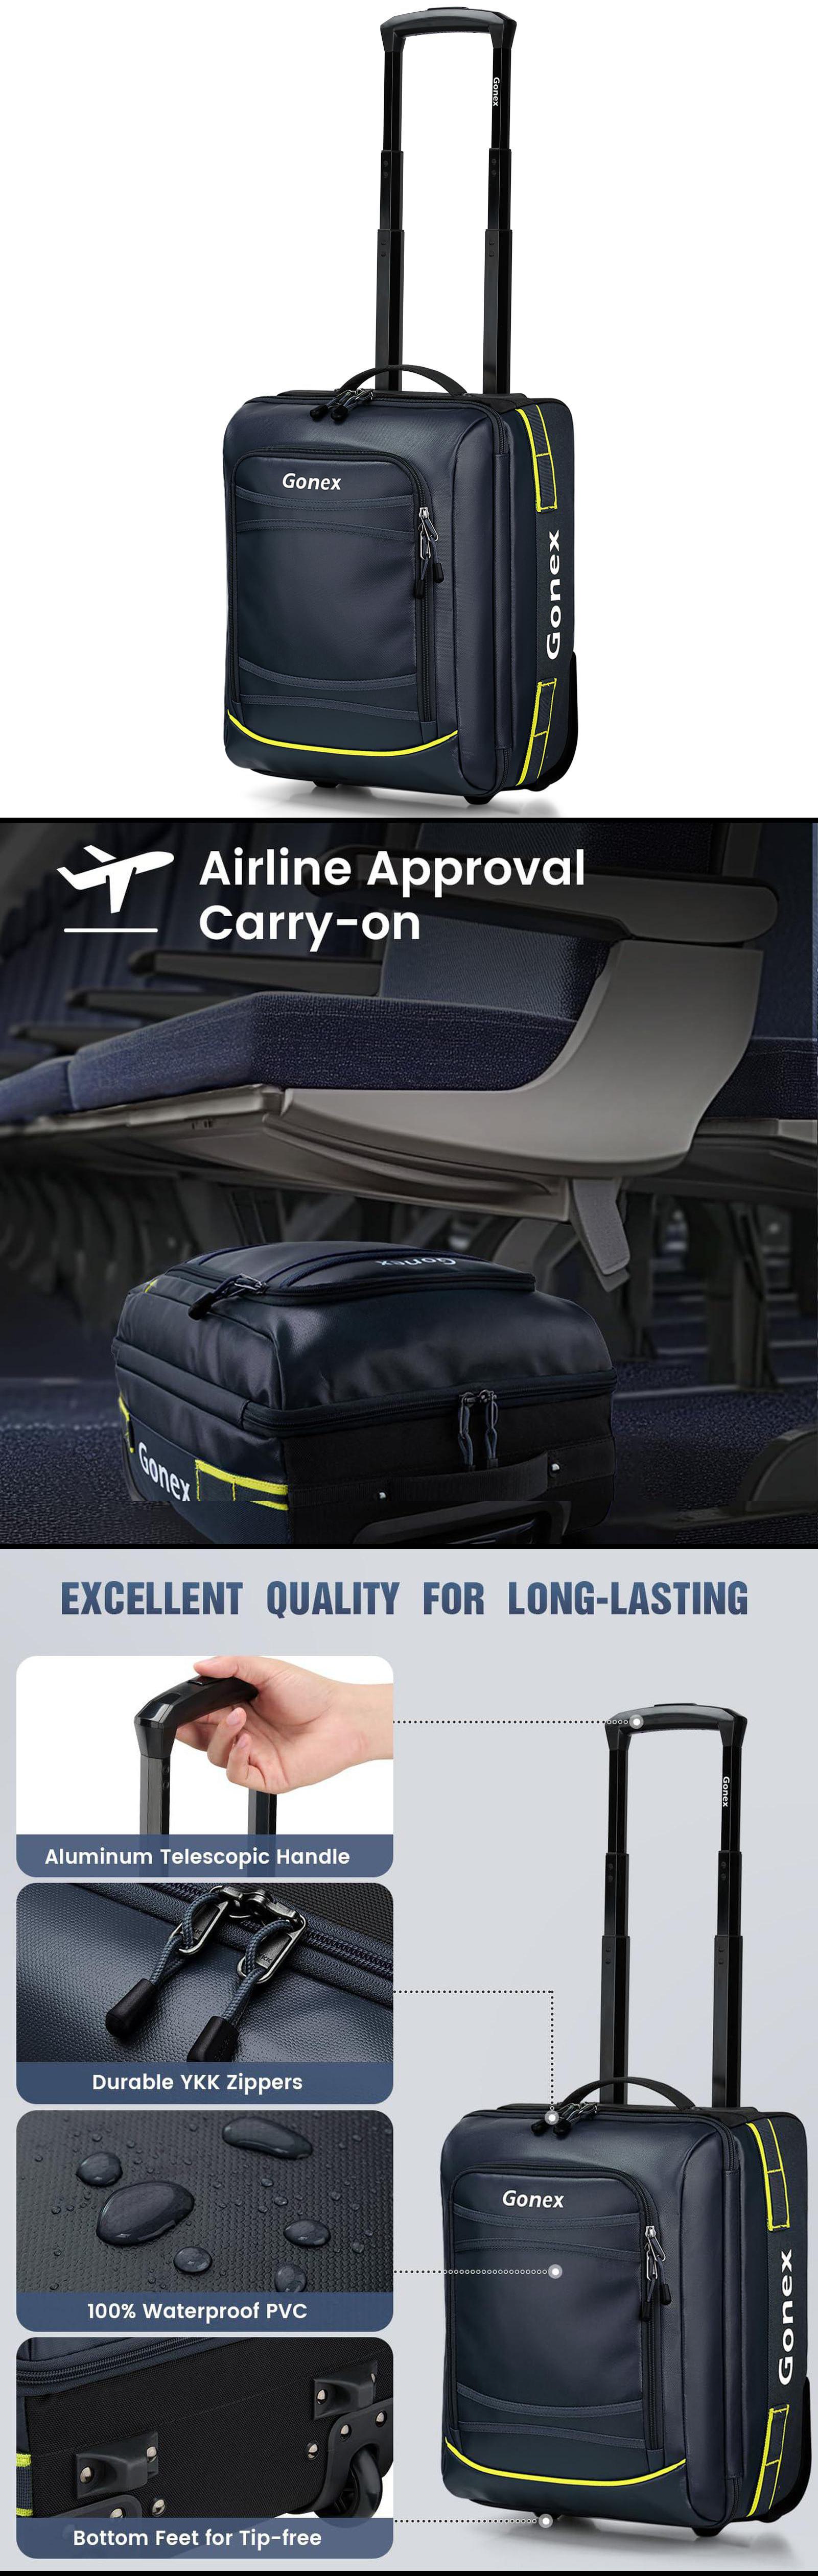 Gonex
Gonex
Gonex
Airline Approval
Carry-on
Gonex
Gonex
EXCELLENT QUALITY FOR LONG-LASTING
Aluminum Telescopic Handle
Gonex
Durable YKK Zippers
Gonex
Gonex
100% Waterproof PVC
Bottom Feet for Tip-free